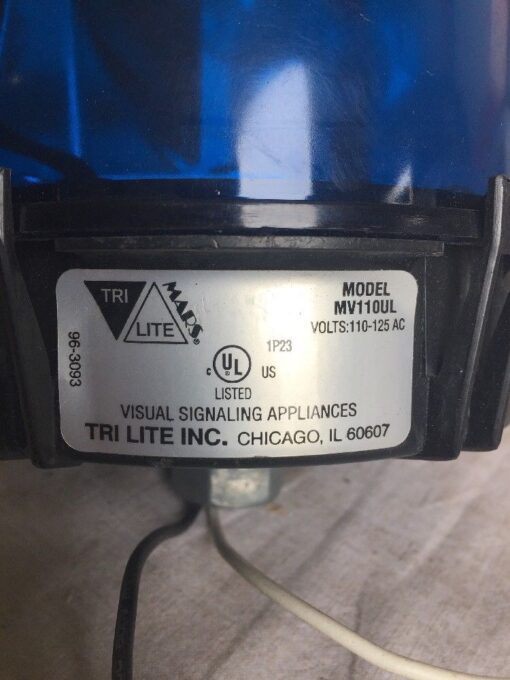 TRI
LITE
MARS®
MODEL
MV110UL
VOLTS:110-125 AC
96-3093
1P23
c UL ® US
LISTED
VISUAL SIGNALING APPLIANCES
TRI LITE INC. CHICAGO, IL 60607